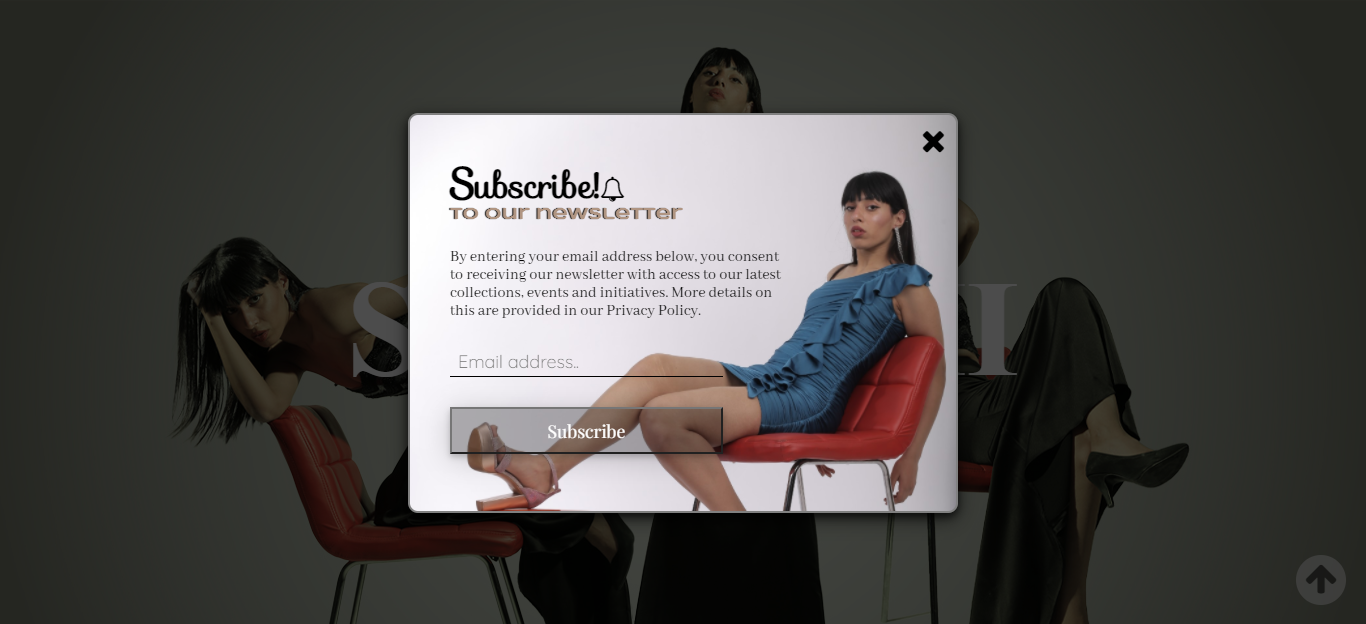 Subscribe!
TO OUR NEWSLETTER
By entering your email address below, you consent
to receiving our newsletter with access to our latest
collections, events and initiatives. More details on
this are provided in our Privacy Policy.
Email address..
Subscribe